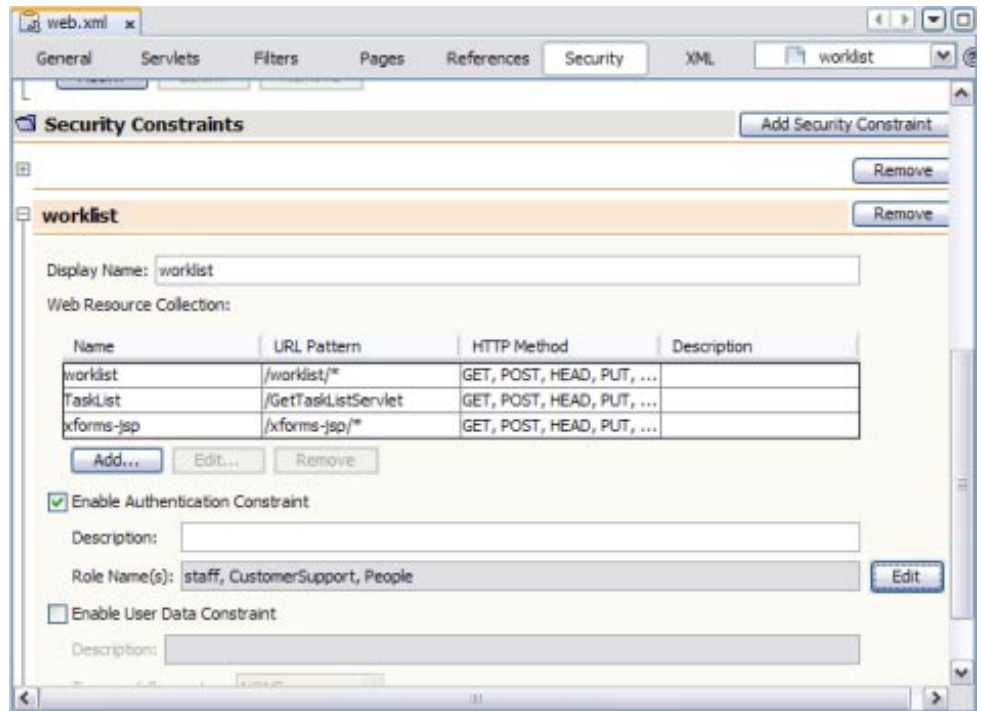 web.xml
General Servlets Filters Pages References Security XML worklist
Security Constraints Add Security Constraint
Remove
worklist Remove
Display Name: worklist
Web Resource Collection:
Name URL Pattern HTTP Method Description
worklist /worklist/* GET, POST, HEAD, PUT, ...
TaskList /GetTaskListServlet GET, POST, HEAD, PUT, ...
xforms-jsp /xforms-jsp/* GET, POST, HEAD, PUT, ...
Add... Edit... Remove
Enable Authentication Constraint
Description:
Role Name(s): staff, CustomerSupport, People Edit
Enable User Data Constraint
Description: